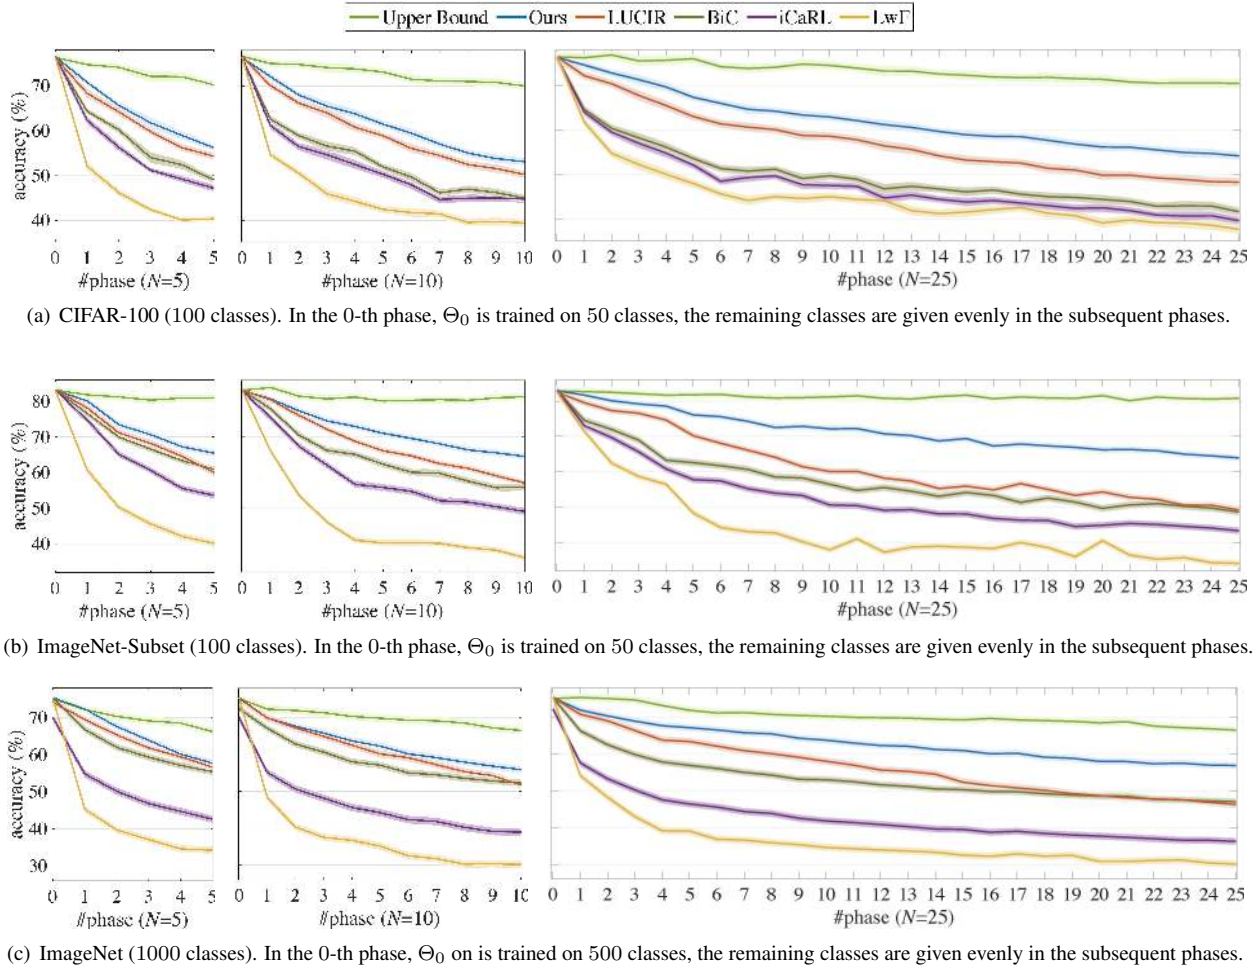 Upper Bound Ours LUCIR BiC iCaRL LwF
accuracy (%)
70
60
50
40
0 1 2 3 4 5
#phase (N=5)
0 1 2 3 4 5 6 7 8 9 10
#phase (N=10)
0 1 2 3 4 5 6 7 8 9 10 11 12 13 14 15 16 17 18 19 20 21 22 23 24 25
#phase (N=25)
(a) CIFAR-100 (100 classes). In the 0-th phase, Θ0 is trained on 50 classes, the remaining classes are given evenly in the subsequent phases.
accuracy (%)
80
70
60
50
40
0 1 2 3 4 5
#phase (N=5)
0 1 2 3 4 5 6 7 8 9 10
#phase (N=10)
0 1 2 3 4 5 6 7 8 9 10 11 12 13 14 15 16 17 18 19 20 21 22 23 24 25
#phase (N=25)
(b) ImageNet-Subset (100 classes). In the 0-th phase, Θ0 is trained on 50 classes, the remaining classes are given evenly in the subsequent phases.
accuracy (%)
70
60
50
40
30
0 1 2 3 4 5
#phase (N=5)
0 1 2 3 4 5 6 7 8 9 10
#phase (N=10)
0 1 2 3 4 5 6 7 8 9 10 11 12 13 14 15 16 17 18 19 20 21 22 23 24 25
#phase (N=25)
(c) ImageNet (1000 classes). In the 0-th phase, Θ0 on is trained on 500 classes, the remaining classes are given evenly in the subsequent phases.